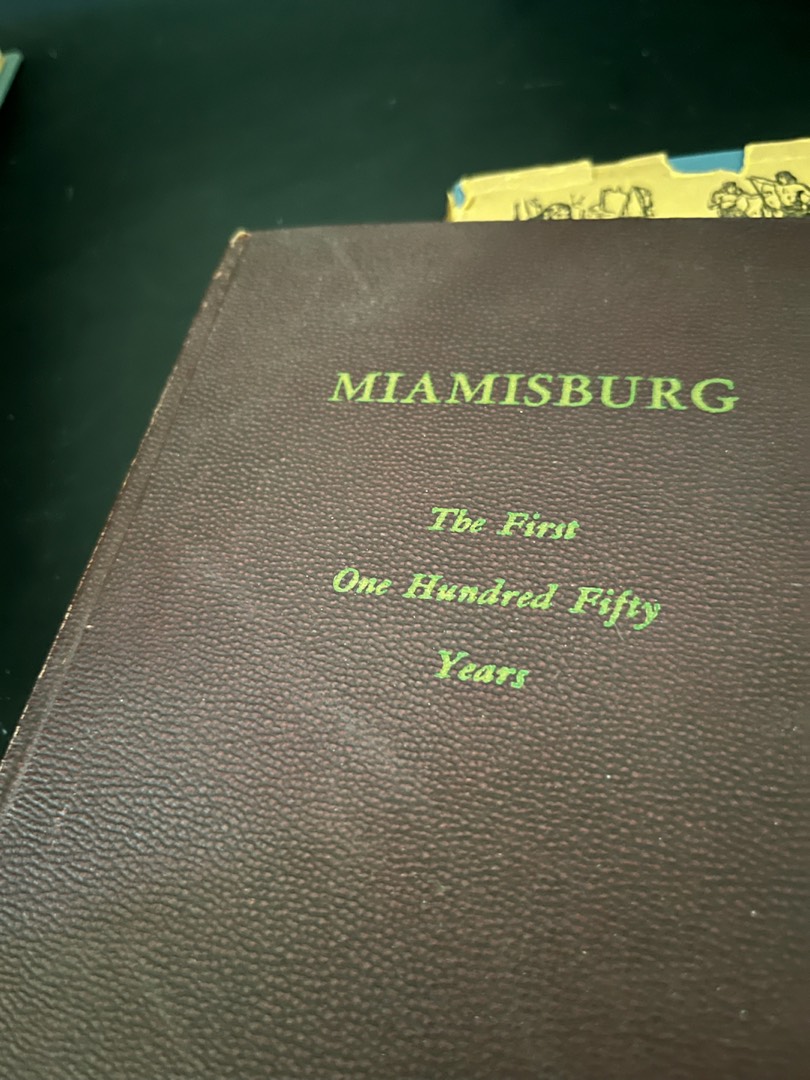 MIAMISBURG
The First
One Hundred Fifty
Years